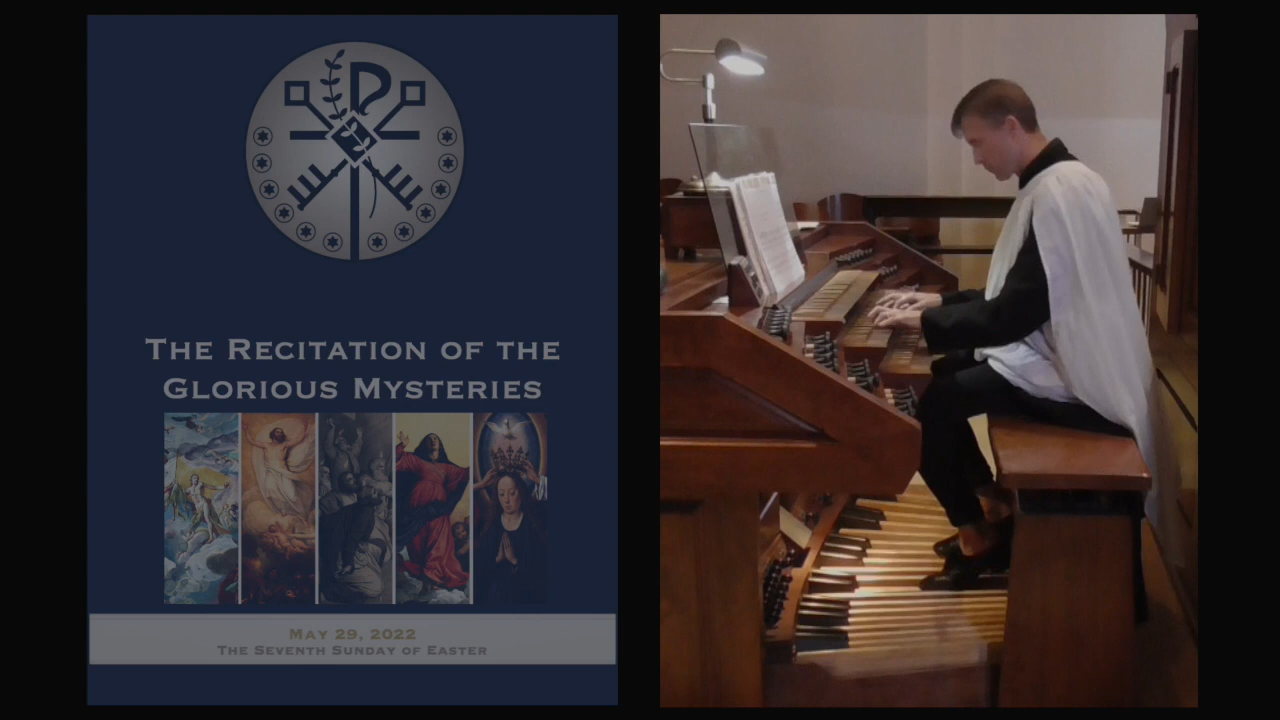 The Recitation of the
Glorious Mysteries
May 29, 2022
The Seventh Sunday of Easter